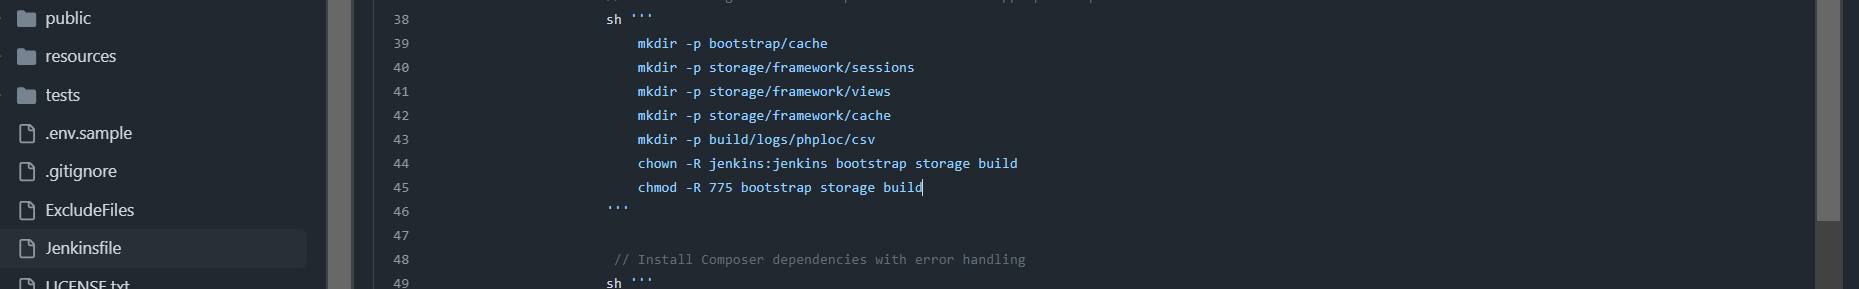 public
resources
tests
.env.sample
.gitignore
ExcludeFiles
Jenkinsfile
LICENSE.txt
38 sh '''
39 mkdir -p bootstrap/cache
40 mkdir -p storage/framework/sessions
41 mkdir -p storage/framework/views
42 mkdir -p storage/framework/cache
43 mkdir -p build/logs/phploc/csv
44 chown -R jenkins:jenkins bootstrap storage build
45 chmod -R 775 bootstrap storage build
46 '''
47
48 // Install Composer dependencies with error handling
49 sh '''